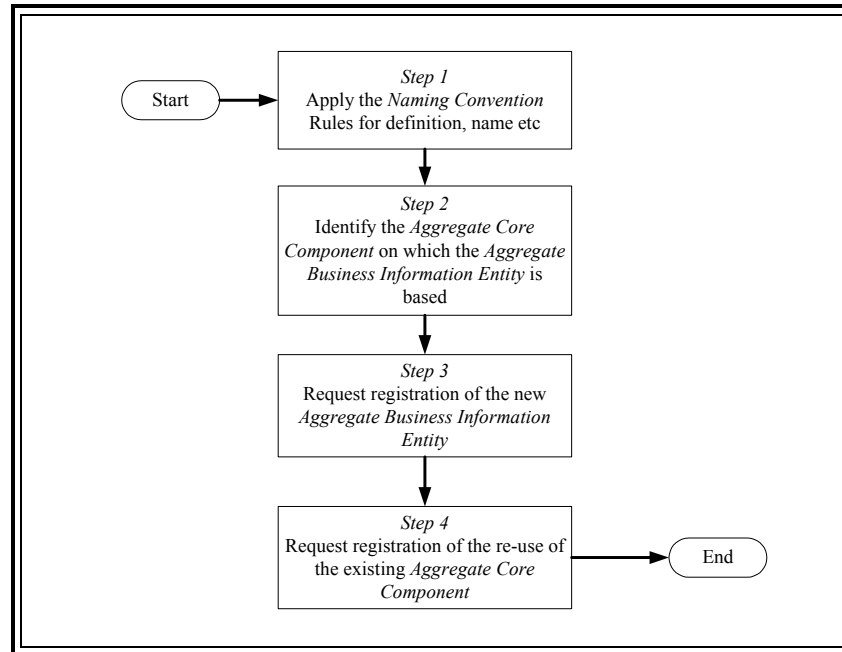 Start
Step 1
Apply the Naming Convention
Rules for definition, name etc
Step 2
Identify the Aggregate Core
Component on which the Aggregate
Business Information Entity is
based
Step 3
Request registration of the new
Aggregate Business Information
Entity
Step 4
Request registration of the re-use of
the existing Aggregate Core
Component
End